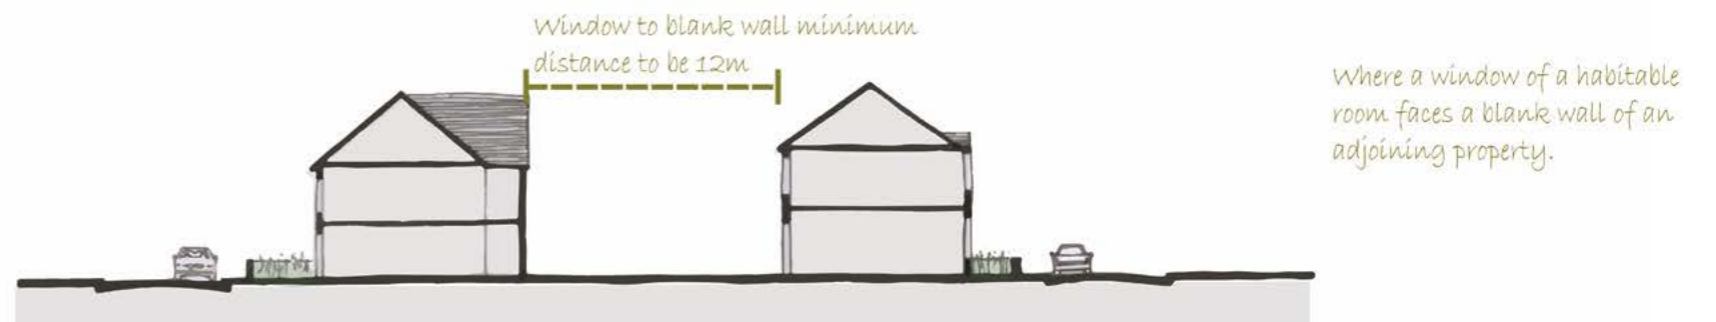 Window to blank wall minimum
distance to be 12m
Where a window of a habitable
room faces a blank wall of an
adjoining property.